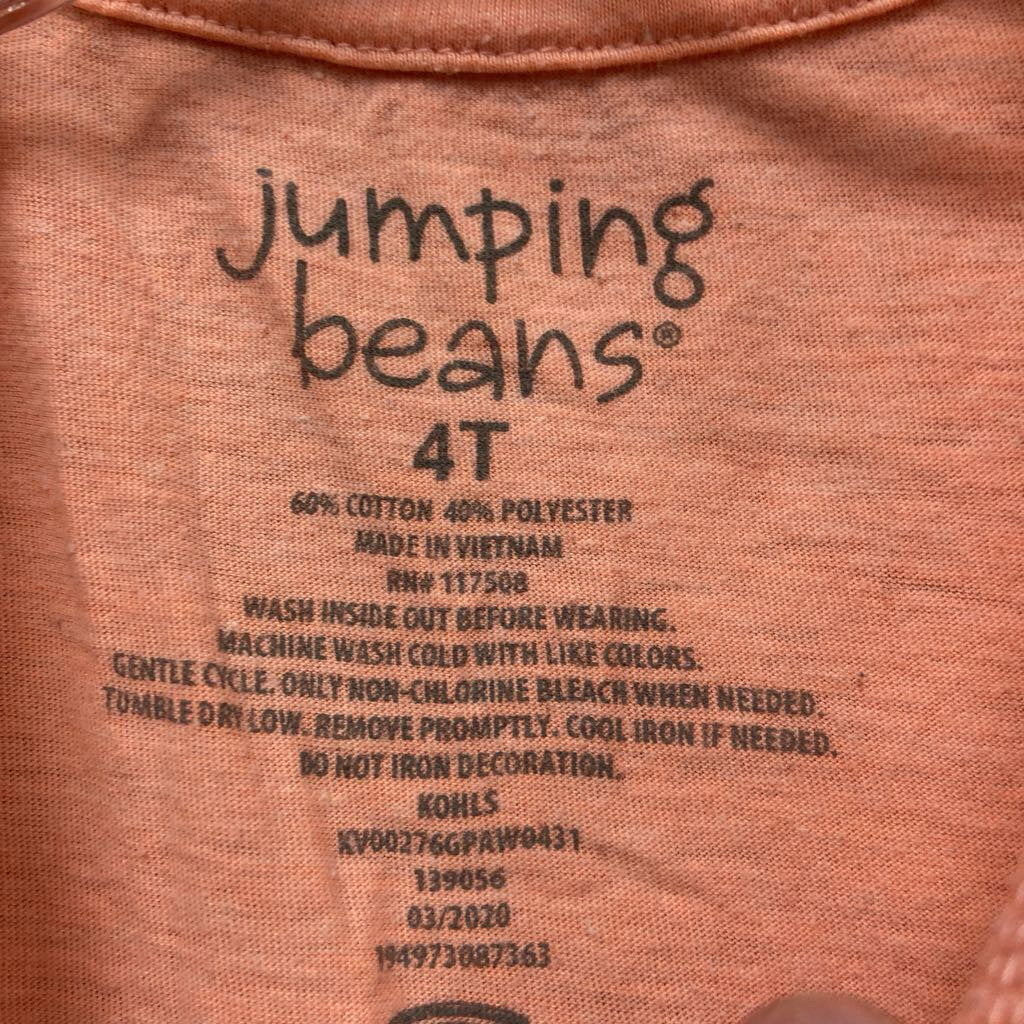 jumping
beans®
4T
60% COTTON 40% POLYESTER
MADE IN VIETNAM
RN# 117508
WASH INSIDE OUT BEFORE WEARING.
MACHINE WASH COLD WITH LIKE COLORS.
GENTLE CYCLE. ONLY NON-CHLORINE BLEACH WHEN NEEDED.
TUMBLE DRY LOW. REMOVE PROMPTLY. COOL IRON IF NEEDED.
DO NOT IRON DECORATION.
KOHLS
KV00276GPAW0431
139056
03/2020
194973087363